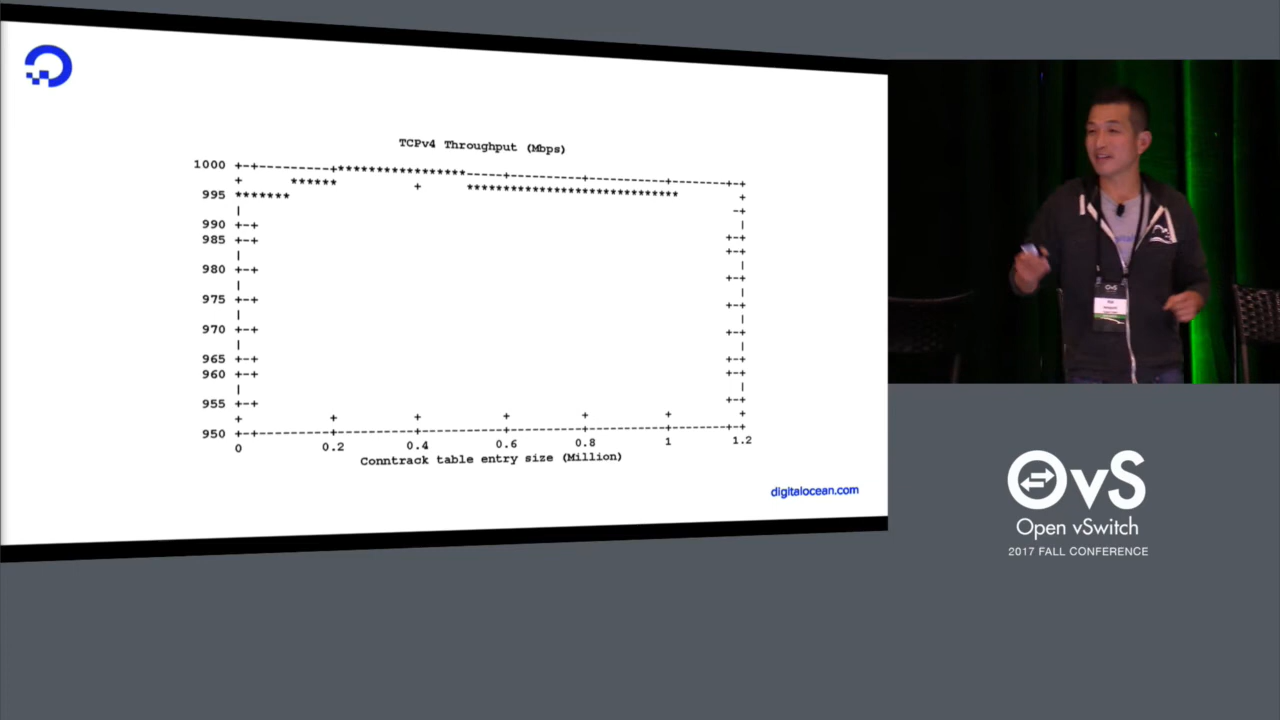 TCPv4 Throughput (Mbps)
1000
995
990
985
980
975
970
965
960
955
950
0 0.2 0.4 0.6 0.8 1 1.2
Conntrack table entry size (Million)
digitalocean.com
OvS
Open vSwitch
2017 FALL CONFERENCE